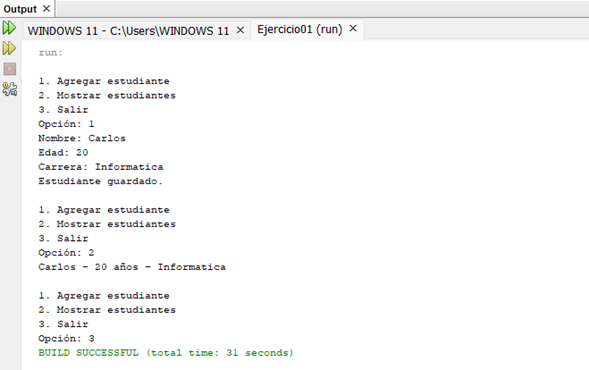 Output ×
WINDOWS 11 - C:\Users\WINDOWS 11 × Ejercicio01 (run) ×
run:
1. Agregar estudiante
2. Mostrar estudiantes
3. Salir
Opción: 1
Nombre: Carlos
Edad: 20
Carrera: Informatica
Estudiante guardado.
1. Agregar estudiante
2. Mostrar estudiantes
3. Salir
Opción: 2
Carlos - 20 años - Informatica
1. Agregar estudiante
2. Mostrar estudiantes
3. Salir
Opción: 3
BUILD SUCCESSFUL (total time: 31 seconds)